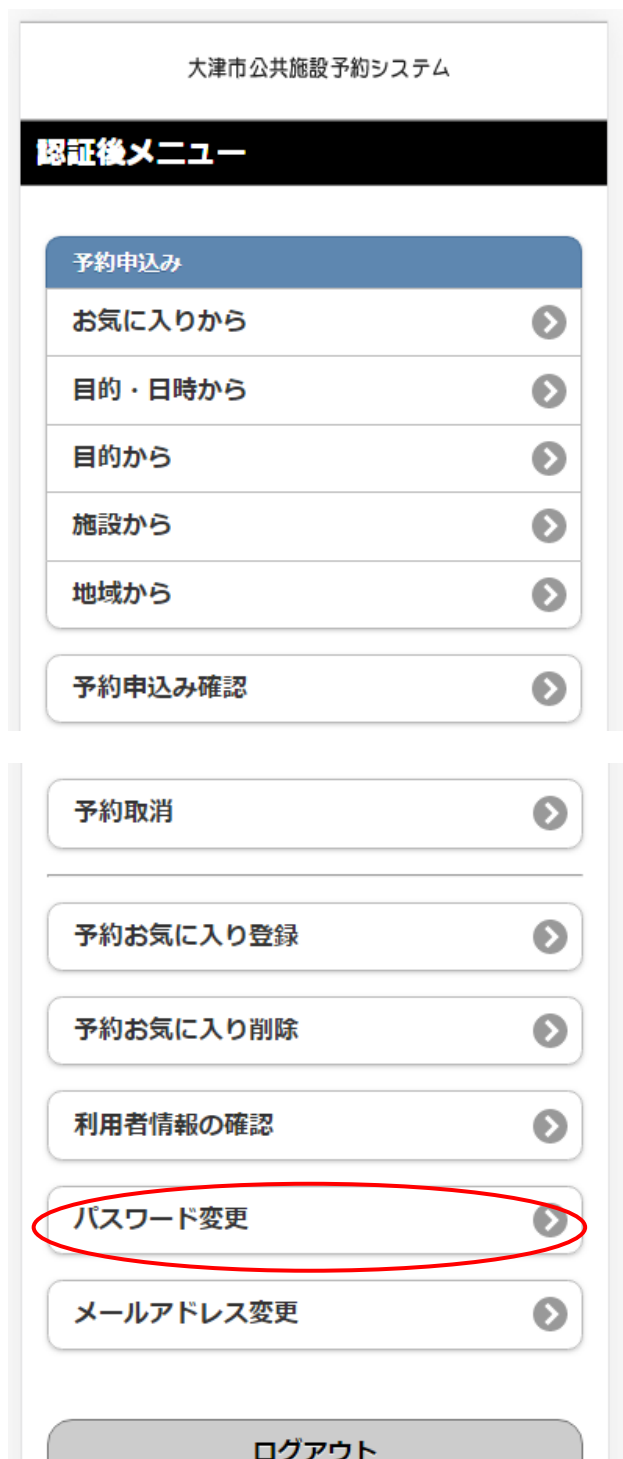 大津市公共施設予約システム
認証後メニュー
予約申込み
お気に入りから
目的・日時から
目的から
施設から
地域から
予約申込み確認
予約取消
予約お気に入り登録
予約お気に入り削除
利用者情報の確認
パスワード変更
メールアドレス変更
ログアウト